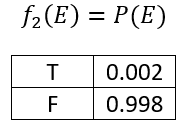 f₂(E) = P(E)
T 0.002
F 0.998